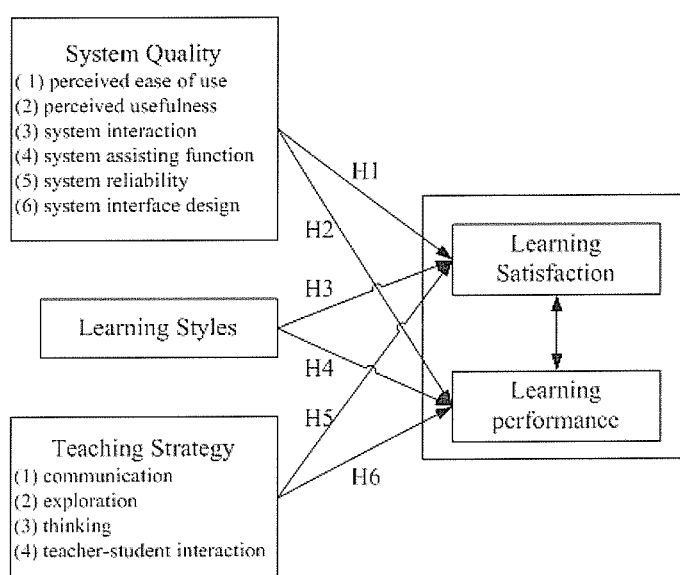 System Quality
( 1) perceived ease of use
(2) perceived usefulness
(3) system interaction
(4) system assisting function
(5) system reliability
(6) system interface design
H1
H2
Learning
Satisfaction
H3
Learning Styles
H4
Learning
performance
H5
Teaching Strategy
(1) communication
(2) exploration
(3) thinking
(4) teacher-student interaction
H6